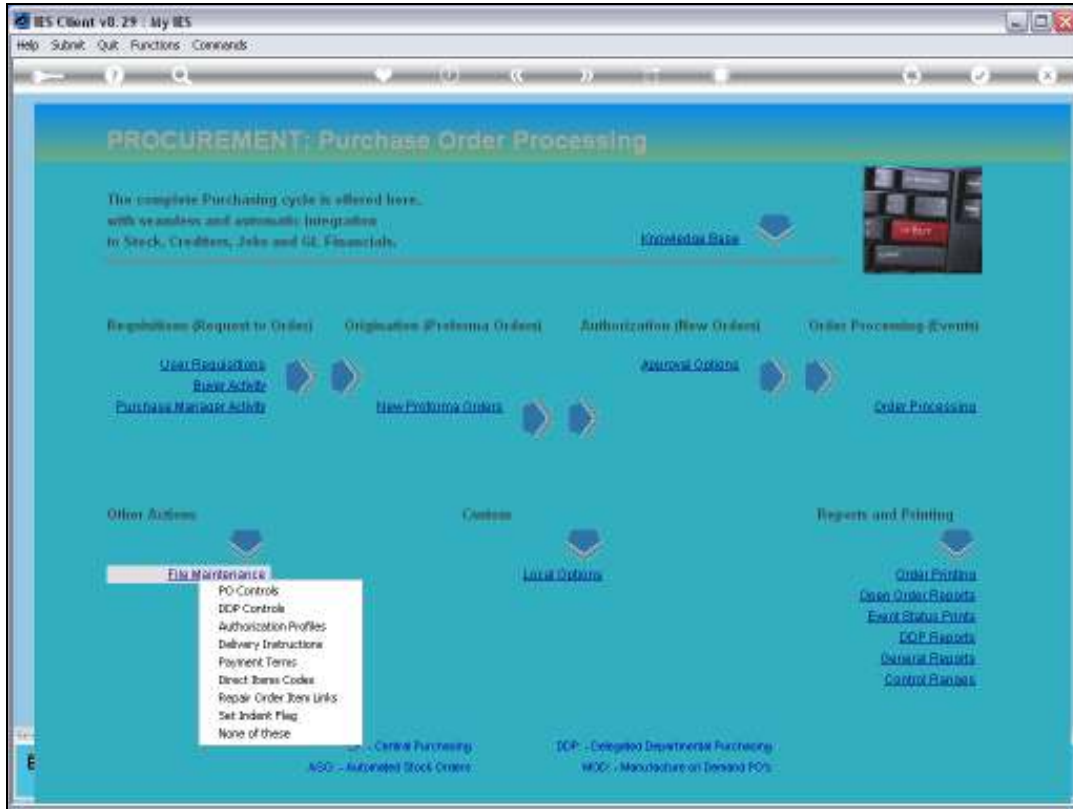 IES Client v8.29 : My IES
Help Submit Quit Functions Commands
PROCUREMENT: Purchase Order Processing
The complete Purchasing cycle is offered here,
with seamless and automatic integration
to Stock, Creditors, Jobs and GL Financials.
Knowledge Base
Requisitions (Request to Order) Origination (Proforma Orders) Authorization (New Orders) Order Processing (Events)
User Requisitions
Approval Options
Buyer Activity
Purchase Manager Activity
New Proforma Orders
Order Processing
Other Actions Custom Reports and Printing
File Maintenance Local Options Order Printing
PO Controls
DDP Controls
Authorization Profiles
Delivery Instructions
Payment Terms
Direct Items Codes
Repair Order Item Links
Set Indent Flag
None of these
Open Order Reports
Event Status Prints
DDP Reports
General Reports
Control Ranges
- Central Purchasing DDP: - Delegated Departmental Purchasing
ASO: - Automated Stock Orders MOD: - Manufacture on Demand PO's